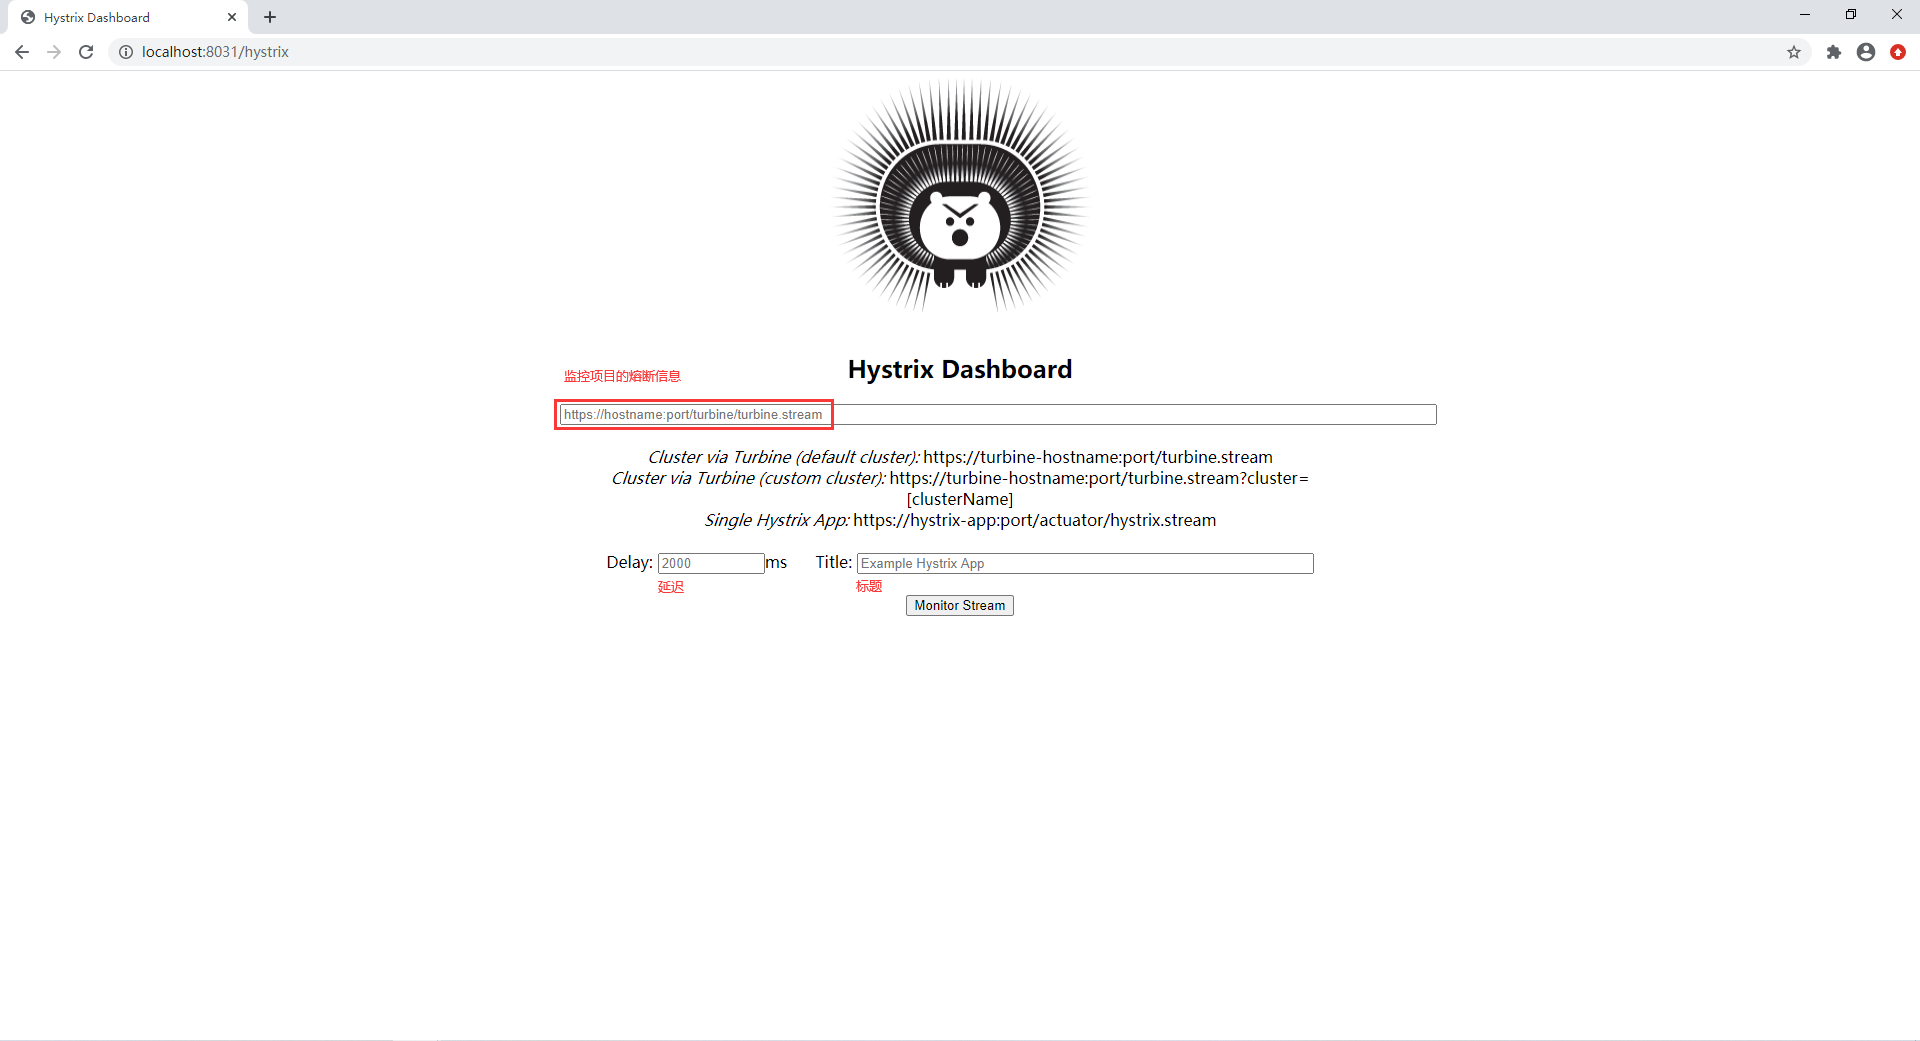 Hystrix Dashboard
localhost:8031/hystrix
Hystrix Dashboard
监控项目的熔断信息
https://hostname:port/turbine/turbine.stream
Cluster via Turbine (default cluster): https://turbine-hostname:port/turbine.stream
Cluster via Turbine (custom cluster): https://turbine-hostname:port/turbine.stream?cluster=
[clusterName]
Single Hystrix App: https://hystrix-app:port/actuator/hystrix.stream
Delay: 2000 ms Title: Example Hystrix App
延迟 标题
Monitor Stream